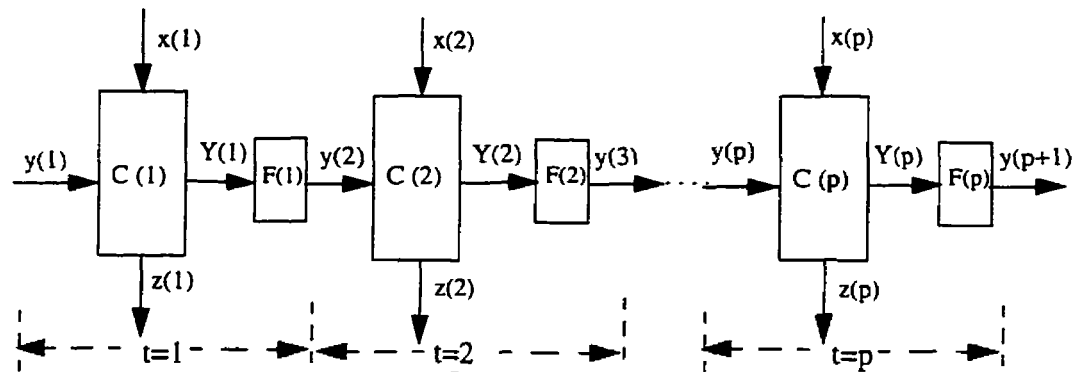 x(1) x(2) x(p)
y(1) C (1) Y(1) F(1) y(2) C (2) Y(2) F(2) y(3) y(p) C (p) Y(p) F(p) y(p+1)
z(1) z(2) z(p)
t=1 t=2 t=p